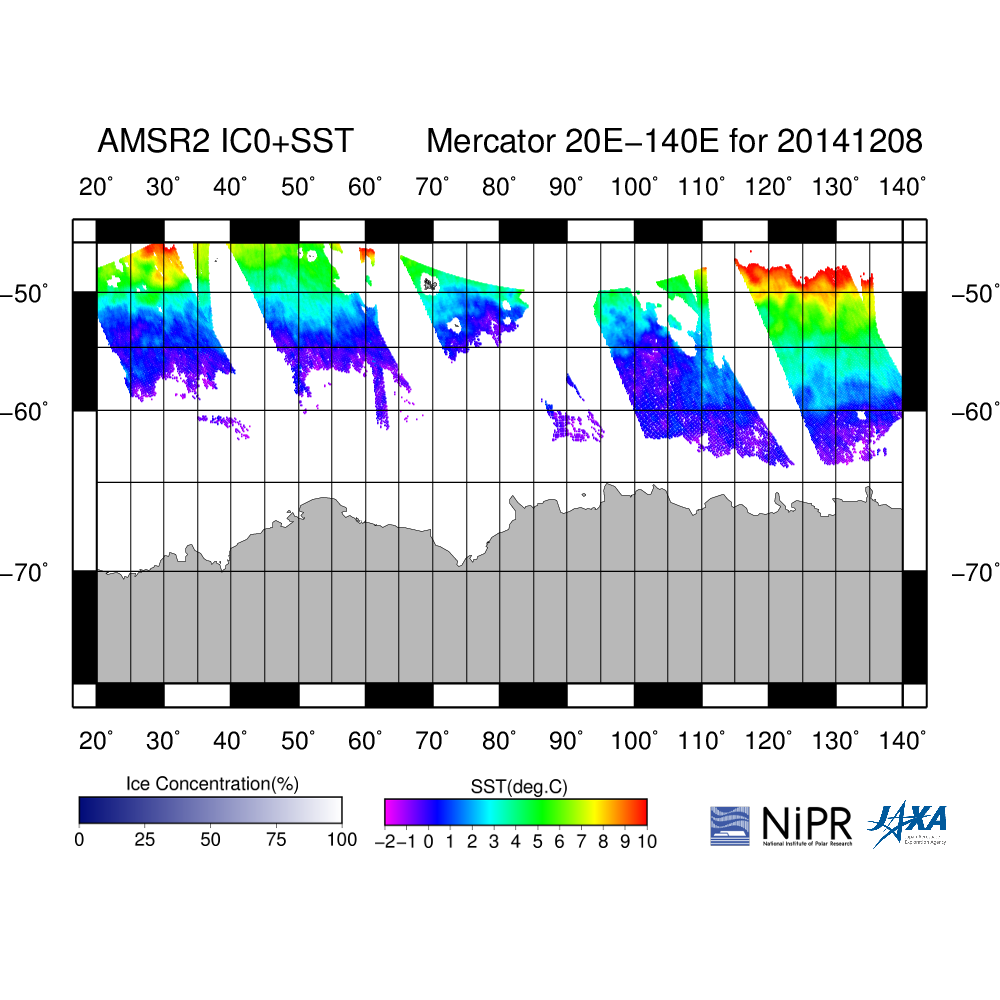 AMSR2 IC0+SST Mercator 20E−140E for 20141208
20° 30° 40° 50° 60° 70° 80° 90° 100° 110° 120° 130° 140°
−50° −50°
−60° −60°
−70° −70°
20° 30° 40° 50° 60° 70° 80° 90° 100° 110° 120° 130° 140°
Ice Concentration(%)
0 25 50 75 100
SST(deg.C)
−2−1 0 1 2 3 4 5 6 7 8 9 10
NiPR
National Institute of Polar Research
JAXA
Exploration Agency